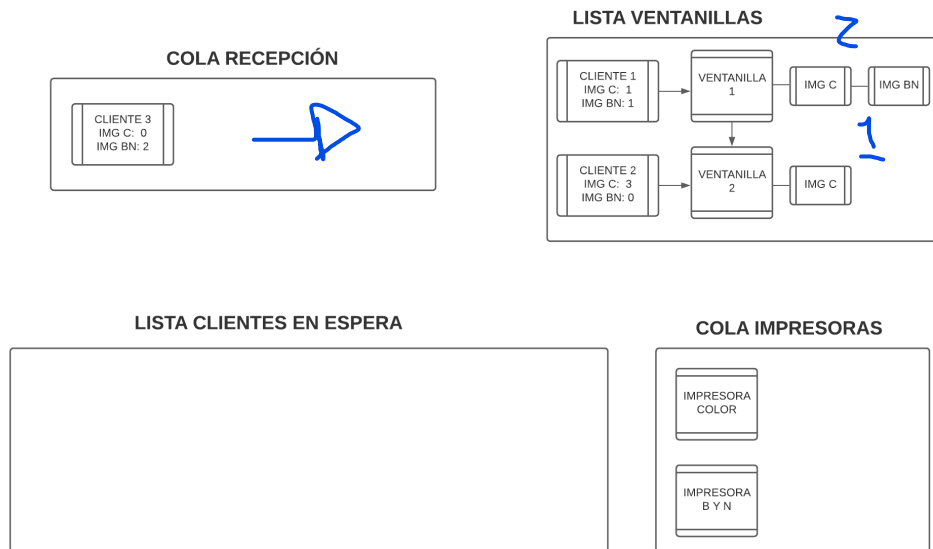 LISTA VENTANILLAS
2
COLA RECEPCIÓN
CLIENTE 3
IMG C: 0
IMG BN: 2
CLIENTE 1
IMG C: 1
IMG BN: 1
VENTANILLA
1
IMG C
IMG BN
1
CLIENTE 2
IMG C: 3
IMG BN: 0
VENTANILLA
2
IMG C
LISTA CLIENTES EN ESPERA
COLA IMPRESORAS
IMPRESORA
COLOR
IMPRESORA
B Y N